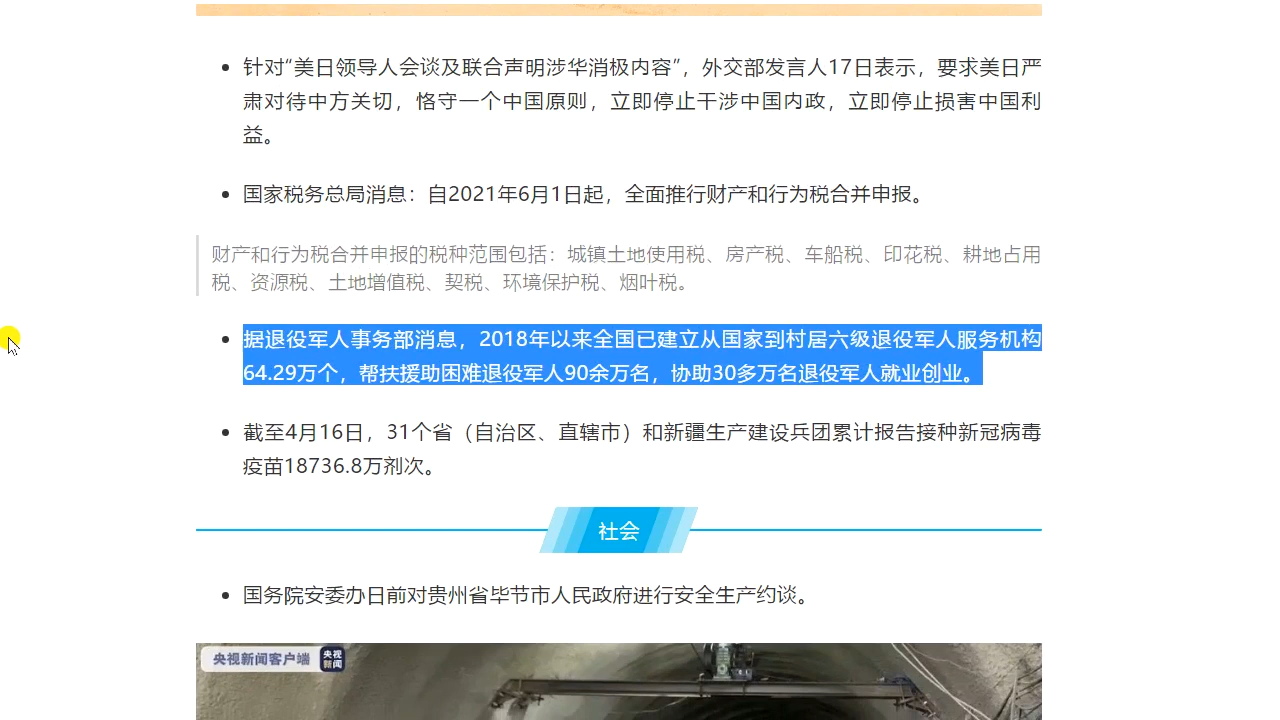 针对“美日领导人会谈及联合声明涉华消极内容”，外交部发言人17日表示，要求美日严
肃对待中方关切，恪守一个中国原则，立即停止干涉中国内政，立即停止损害中国利
益。
国家税务总局消息：自2021年6月1日起，全面推行财产和行为税合并申报。
财产和行为税合并申报的税种范围包括：城镇土地使用税、房产税、车船税、印花税、耕地占用
税、资源税、土地增值税、契税、环境保护税、烟叶税。
据退役军人事务部消息，2018年以来全国已建立从国家到村居六级退役军人服务机构
64.29万个，帮扶援助困难退役军人90余万名，协助30多万名退役军人就业创业。
截至4月16日，31个省（自治区、直辖市）和新疆生产建设兵团累计报告接种新冠病毒
疫苗18736.8万剂次。
社会
国务院安委办日前对贵州省毕节市人民政府进行安全生产约谈。
央视新闻客户端 央视新闻